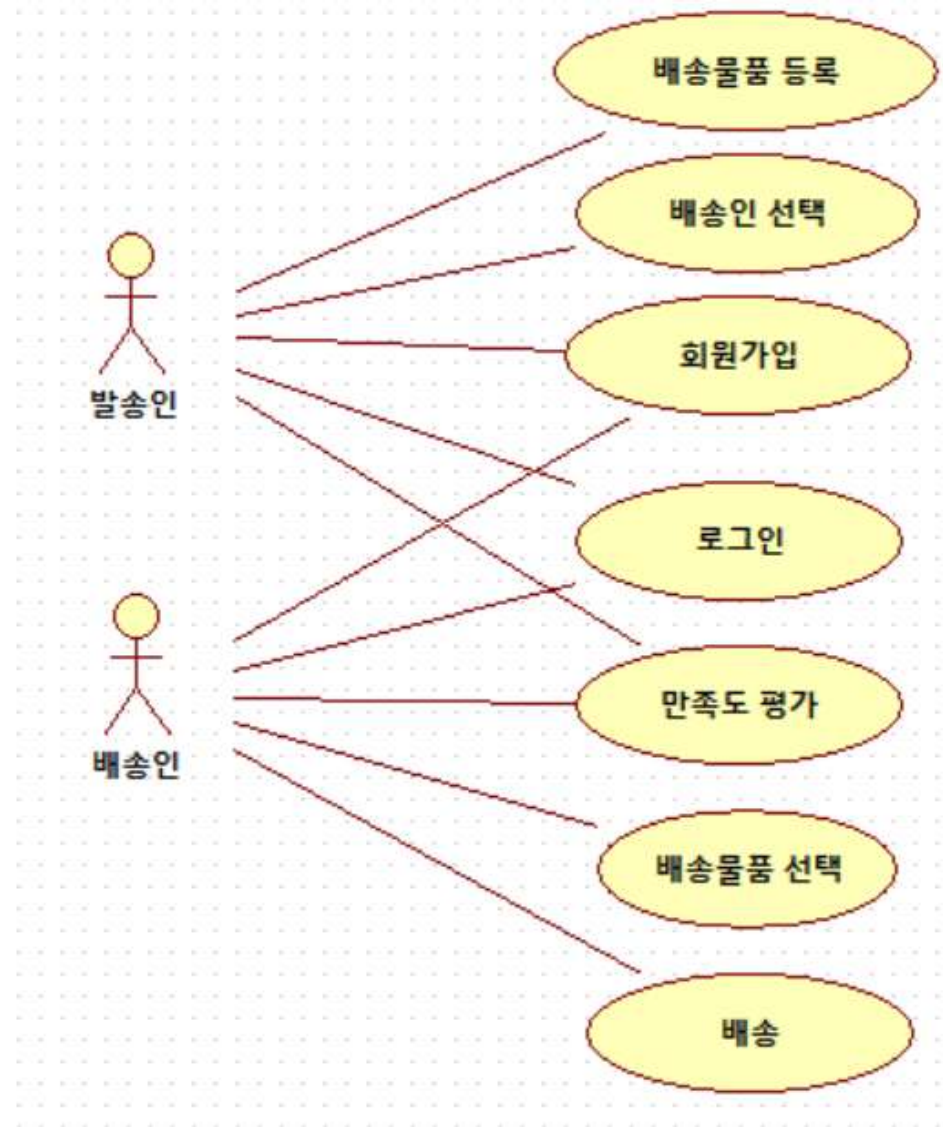 배송물품 등록
배송인 선택
회원가입
발송인
로그인
만족도 평가
배송인
배송물품 선택
배송